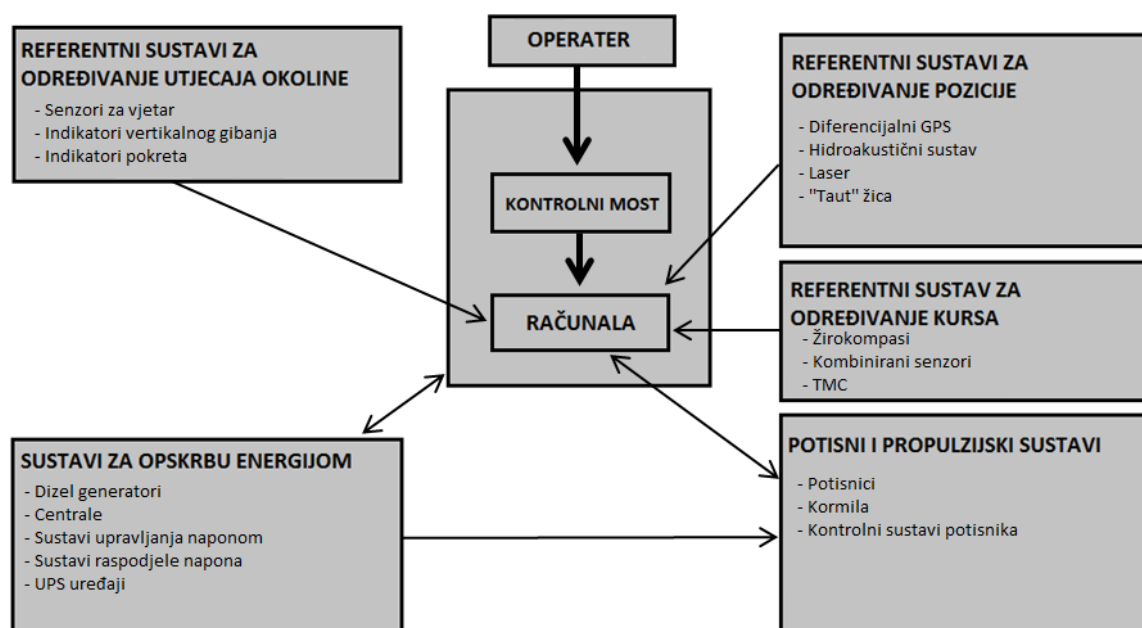 REFERENTNI SUSTAVI ZA
ODREĐIVANJE UTJECAJA OKOLINE
- Senzori za vjetar
- Indikatori vertikalnog gibanja
- Indikatori pokreta
OPERATER
KONTROLNI MOST
RAČUNALA
REFERENTNI SUSTAVI ZA
ODREĐIVANJE POZICIJE
- Diferencijalni GPS
- Hidroakustični sustav
- Laser
- "Taut" žica
REFERENTNI SUSTAV ZA
ODREĐIVANJE KURSA
- Žirokompasi
- Kombinirani senzori
- TMC
SUSTAVI ZA OPSKRBU ENERGIJOM
- Dizel generatori
- Centrale
- Sustavi upravljanja naponom
- Sustavi raspodjele napona
- UPS uređaji
POTISNI I PROPULZIJSKI SUSTAVI
- Potisnici
- Kormila
- Kontrolni sustavi potisnika